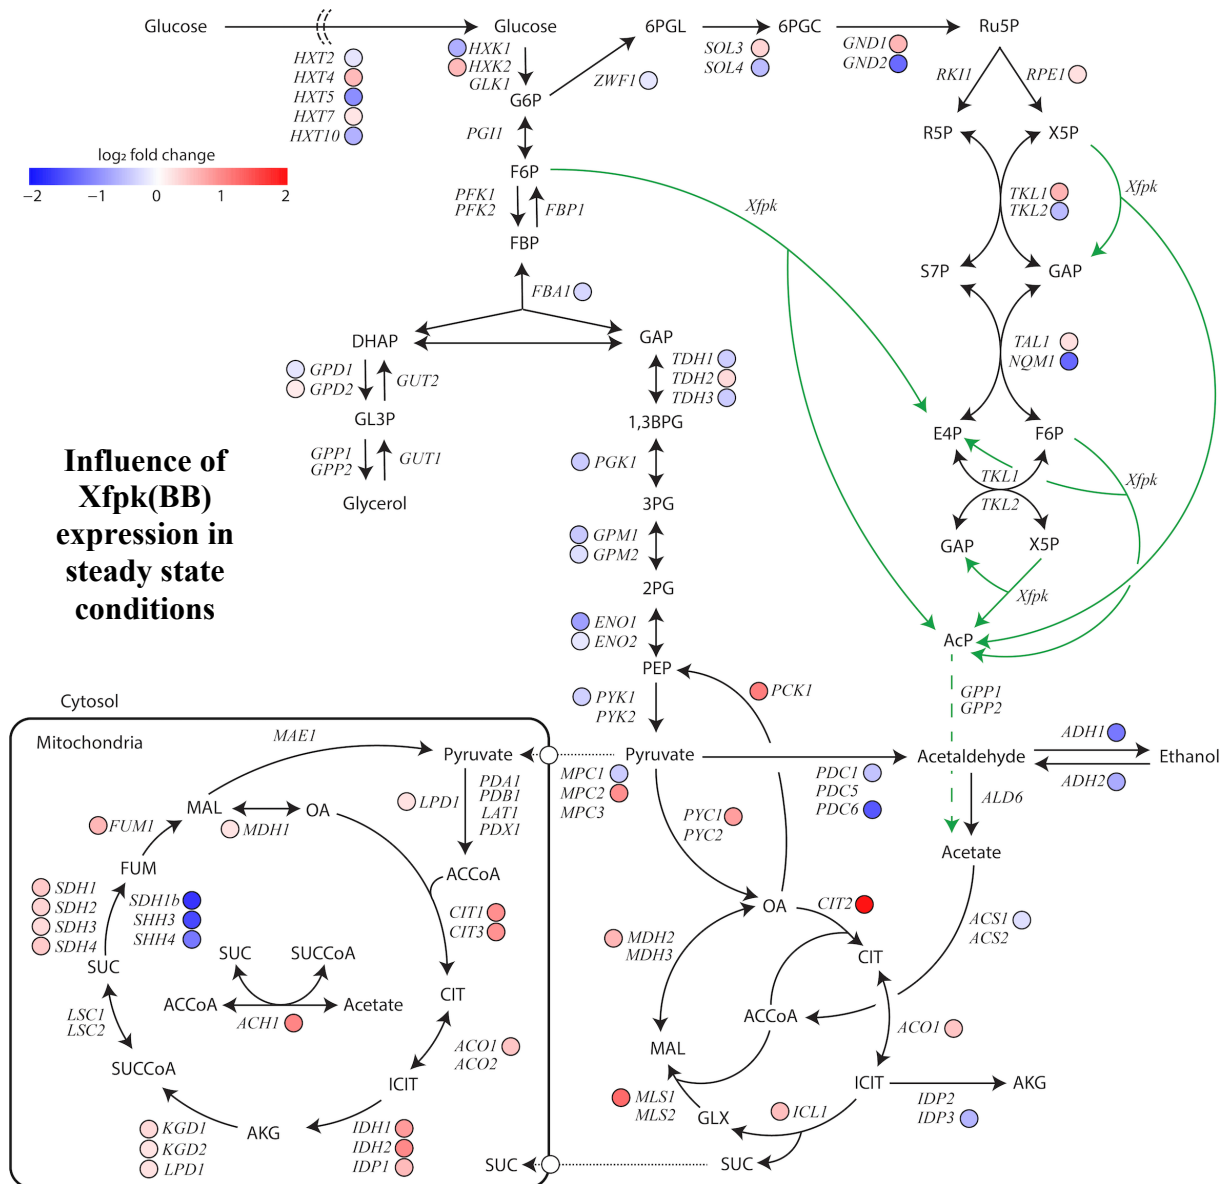 Glucose
Glucose
6PGL
6PGC
Ru5P
HXT2
HXT4
HXT5
HXT7
HXT10
HXK1
HXK2
GLK1
ZWF1
SOL3
SOL4
GND1
GND2
RKI1
RPE1
G6P
PGI1
R5P
X5P
log₂ fold change
−2
−1
0
1
2
F6P
PFK1
PFK2
FBP1
Xfpk
Xfpk
TKL1
TKL2
FBP
S7P
GAP
FBA1
DHAP
GAP
TAL1
NQM1
GPD1
GPD2
GUT2
TDH1
TDH2
TDH3
GL3P
1,3BPG
E4P
F6P
GPP1
GPP2
GUT1
PGK1
TKL1
TKL2
Xfpk
Glycerol
3PG
GAP
X5P
Influence of
Xfpk(BB)
expression in
steady state
conditions
GPM1
GPM2
2PG
Xfpk
ENO1
ENO2
AcP
PEP
PCK1
PYK1
PYK2
GPP1
GPP2
Cytosol
Mitochondria
MAE1
Pyruvate
Pyruvate
Acetaldehyde
Ethanol
ADH1
ADH2
MPC1
MPC2
MPC3
PDC1
PDC5
PDC6
ALD6
LPD1
PDA1
PDB1
LAT1
PDX1
MAL
OA
MDH1
FUM1
PYC1
PYC2
Acetate
FUM
ACCoA
SDH1
SDH2
SDH3
SDH4
SDH1b
SHH3
SHH4
CIT1
CIT3
OA
CIT2
ACS1
ACS2
MDH2
MDH3
SUC
SUC
SUCCoA
CIT
CIT
ACCoA
Acetate
ACH1
LSC1
LSC2
ACCoA
ACO1
ACO1
ACO2
MAL
SUCCoA
ICIT
ICIT
AKG
MLS1
MLS2
GLX
ICL1
IDP2
IDP3
KGD1
KGD2
LPD1
AKG
IDH1
IDH2
IDP1
SUC
SUC